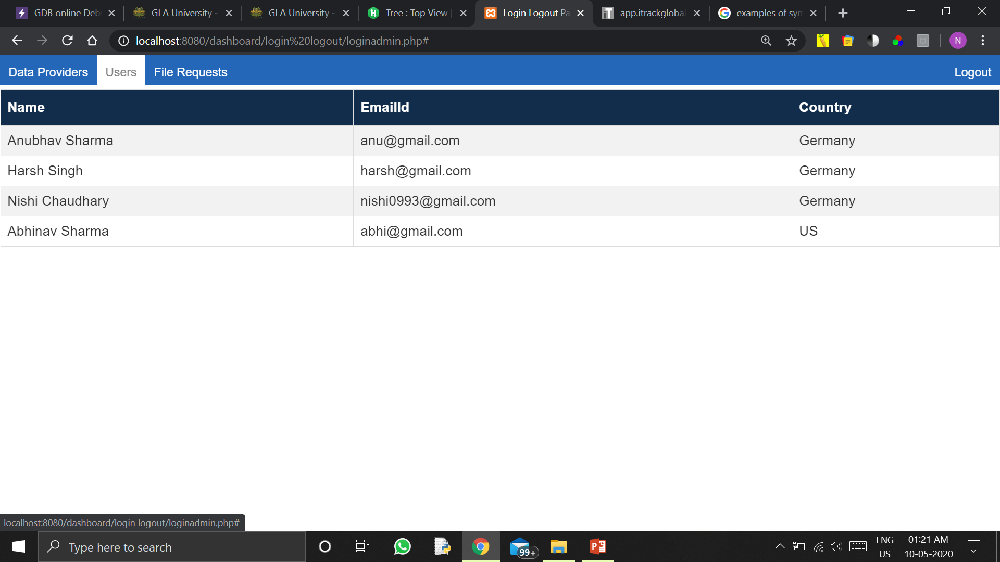 GDB online Deb
GLA University -
GLA University -
Tree : Top View |
Login Logout Pa
app.itrackglobal
examples of syn
localhost:8080/dashboard/login%20logout/loginadmin.php#
N
Data Providers Users File Requests Logout
Name EmailId Country
Anubhav Sharma anu@gmail.com Germany
Harsh Singh harsh@gmail.com Germany
Nishi Chaudhary nishi0993@gmail.com Germany
Abhinav Sharma abhi@gmail.com US
localhost:8080/dashboard/login logout/loginadmin.php#
Type here to search
99+
ENG
US
01:21 AM
10-05-2020